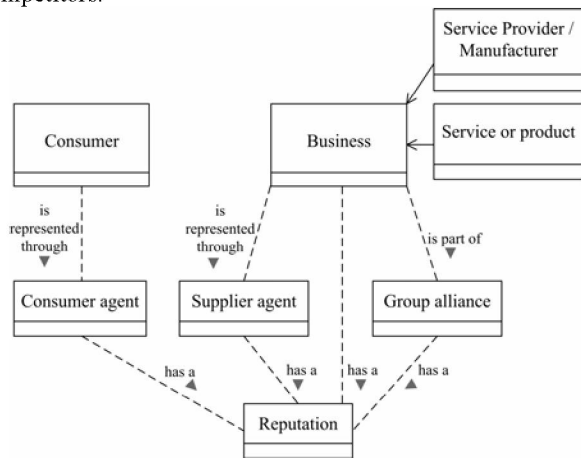 mpetitors.
Service Provider /
Manufacturer
Consumer
Business
Service or product
is
represented
through
is
represented
through
is part of
Consumer agent
Supplier agent
Group alliance
has a
has a
has a
has a
Reputation